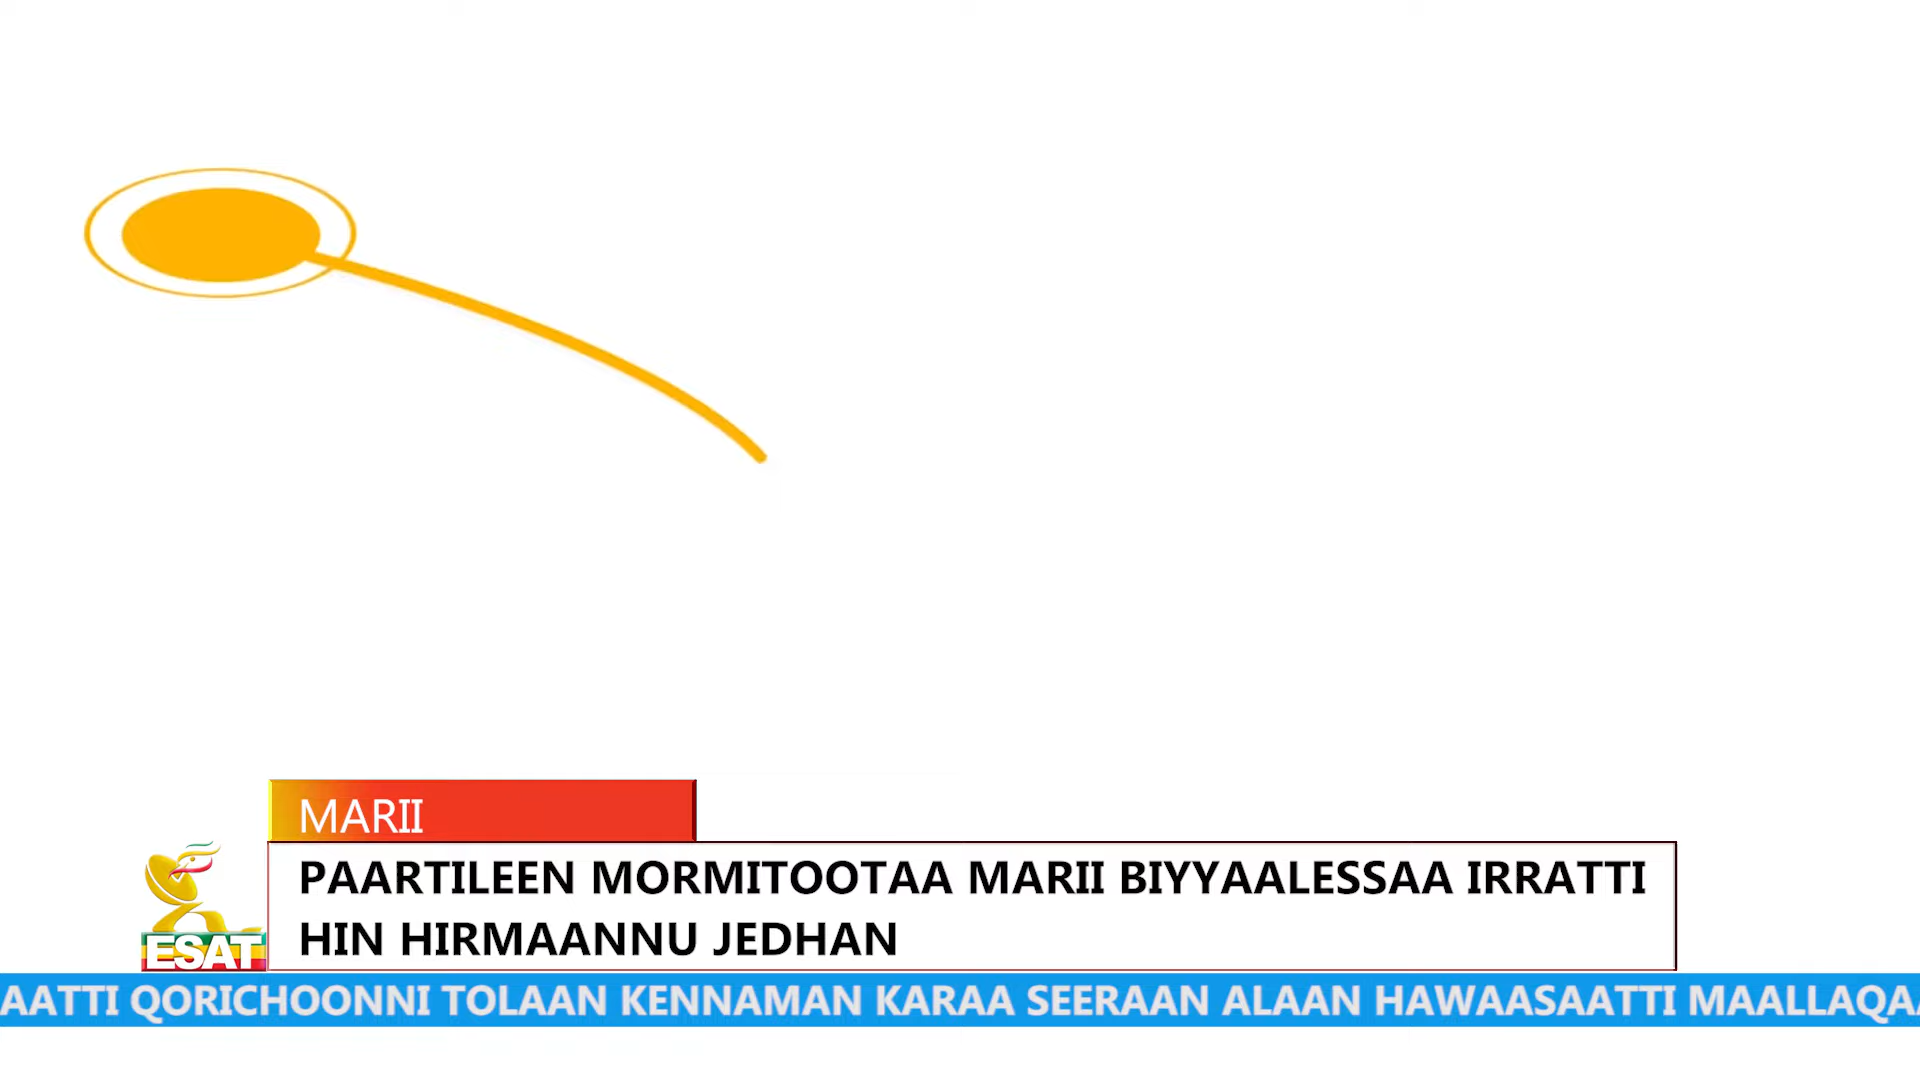 MARII
PAARTILEEN MORMITOOTAA MARII BIYYAALESSAA IRRATTI
HIN HIRMAANNU JEDHAN
ESAT
AATTI QORICHOONNI TOLAAN KENNAMAN KARAA SEERAAN ALAAN HAWAASAATTI MAALLAQA